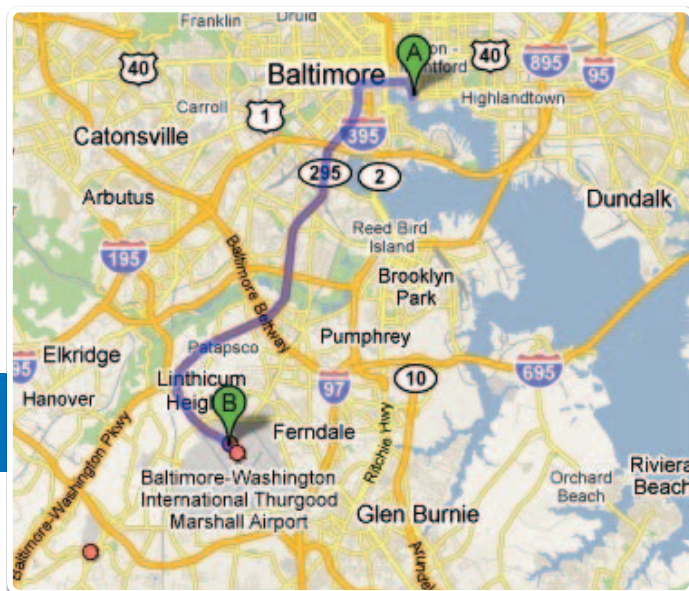 Franklin
Druid
40
A
40
895
95
Baltimore
Highlandtown
Carroll
1
395
Catonsville
295
2
Arbutus
Dundalk
Reed Bird
Island
195
Baltimore Beltway
Brooklyn
Park
Patapsco
Pumphrey
Elkridge
95
695
Linthicum
97
10
Hanover
B
Ferndale
Ritchie Hwy
Baltimore-Washington Pkwy
Baltimore-Washington
International Thurgood
Marshall Airport
Riviera
Beach
Orchard
Beach
Glen Burnie